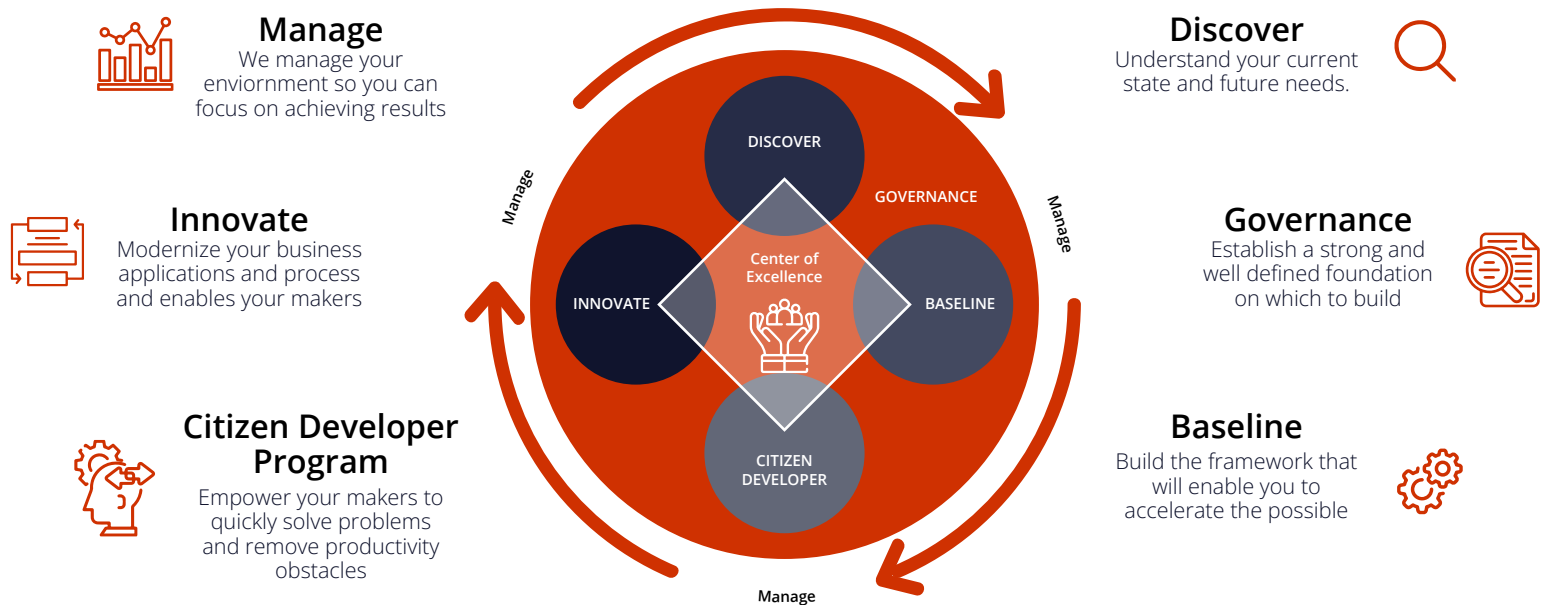 Manage
We manage your
enviornment so you can
focus on achieving results
Innovate
Modernize your business
applications and process
and enables your makers
Citizen Developer
Program
Empower your makers to
quickly solve problems
and remove productivity
obstacles
Manage
DISCOVER
GOVERNANCE
Center of
Excellence
INNOVATE
BASELINE
CITIZEN
DEVELOPER
Manage
Manage
Discover
Understand your current
state and future needs.
Governance
Establish a strong and
well defined foundation
on which to build
Baseline
Build the framework that
will enable you to
accelerate the possible